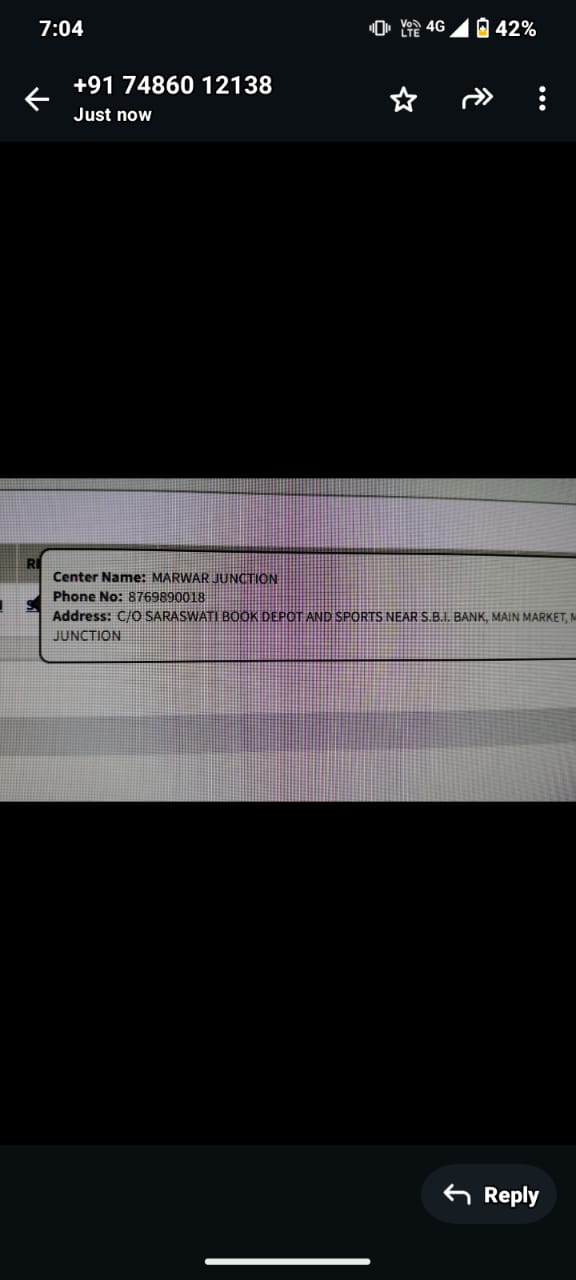 7:04 Vo LTE 4G 42%
+91 74860 12138
Just now
Center Name: MARWAR JUNCTION
Phone No: 8769890018
Address: C/O SARASWATI BOOK DEPOT AND SPORTS NEAR S.B.I. BANK, MAIN MARKET,
JUNCTION
Reply